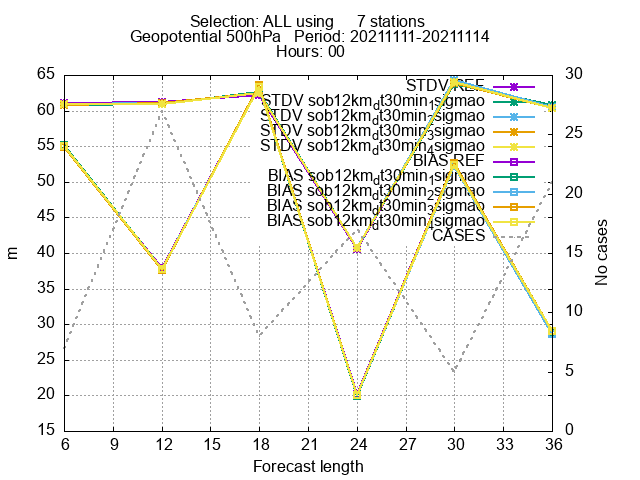 Selection: ALL using 7 stations
Geopotential 500hPa Period: 20211111-20211114
Hours: 00
STDV REF
STDV sob12km_dt30min_1sigmao
STDV sob12km_dt30min_2sigmao
STDV sob12km_dt30min_3sigmao
STDV sob12km_dt30min_4sigmao
BIAS REF
BIAS sob12km_dt30min_1sigmao
BIAS sob12km_dt30min_2sigmao
BIAS sob12km_dt30min_3sigmao
BIAS sob12km_dt30min_4sigmao
CASES
65
60
55
50
45
40
35
30
25
20
15
m
30
25
20
15
10
5
0
No cases
6 9 12 15 18 21 24 27 30 33 36
Forecast length